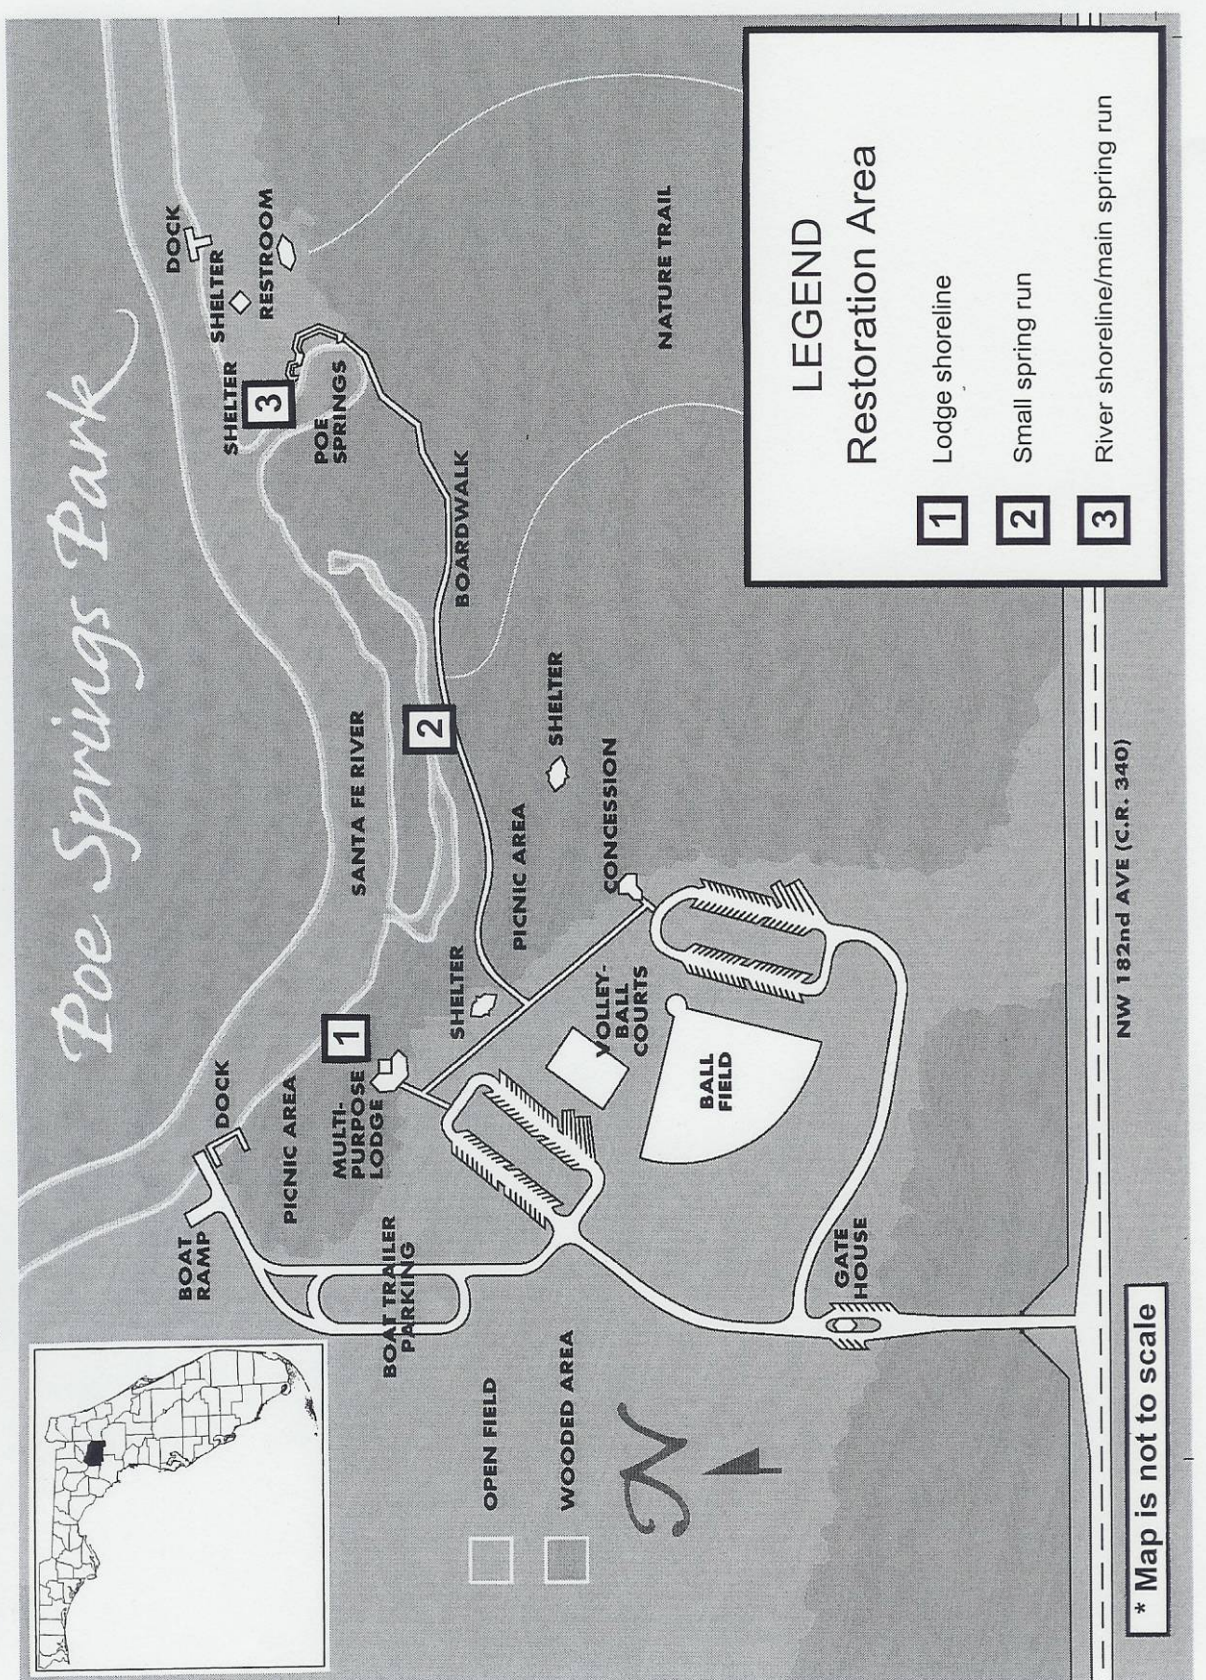 Poe Springs Park
BOAT
RAMP
DOCK
PICNIC AREA
MULTI-
PURPOSE
LODGE
1
SANTA FE RIVER
SHELTER
3
DOCK
SHELTER
RESTROOM
POE
SPRINGS
BOAT TRAILER
PARKING
SHELTER
2
BOARDWALK
PICNIC AREA
SHELTER
OPEN FIELD
WOODED AREA
N
VOLLEY-
BALL
COURTS
CONCESSION
NATURE TRAIL
BALL
FIELD
GATE
HOUSE
LEGEND
Restoration Area
1 Lodge shoreline
2 Small spring run
3 River shoreline/main spring run
NW 182nd AVE (C.R. 340)
* Map is not to scale